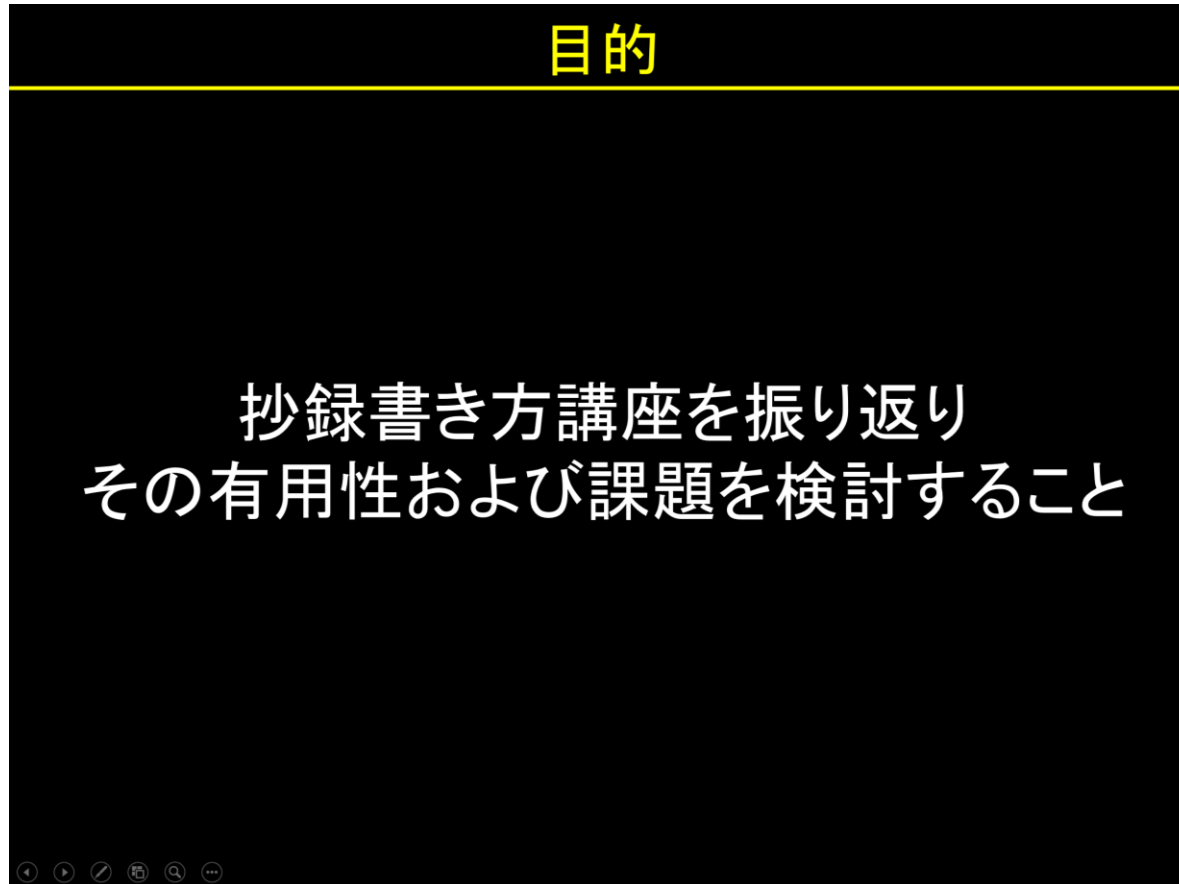 目的
抄録書き方講座を振り返り
その有用性および課題を検討すること